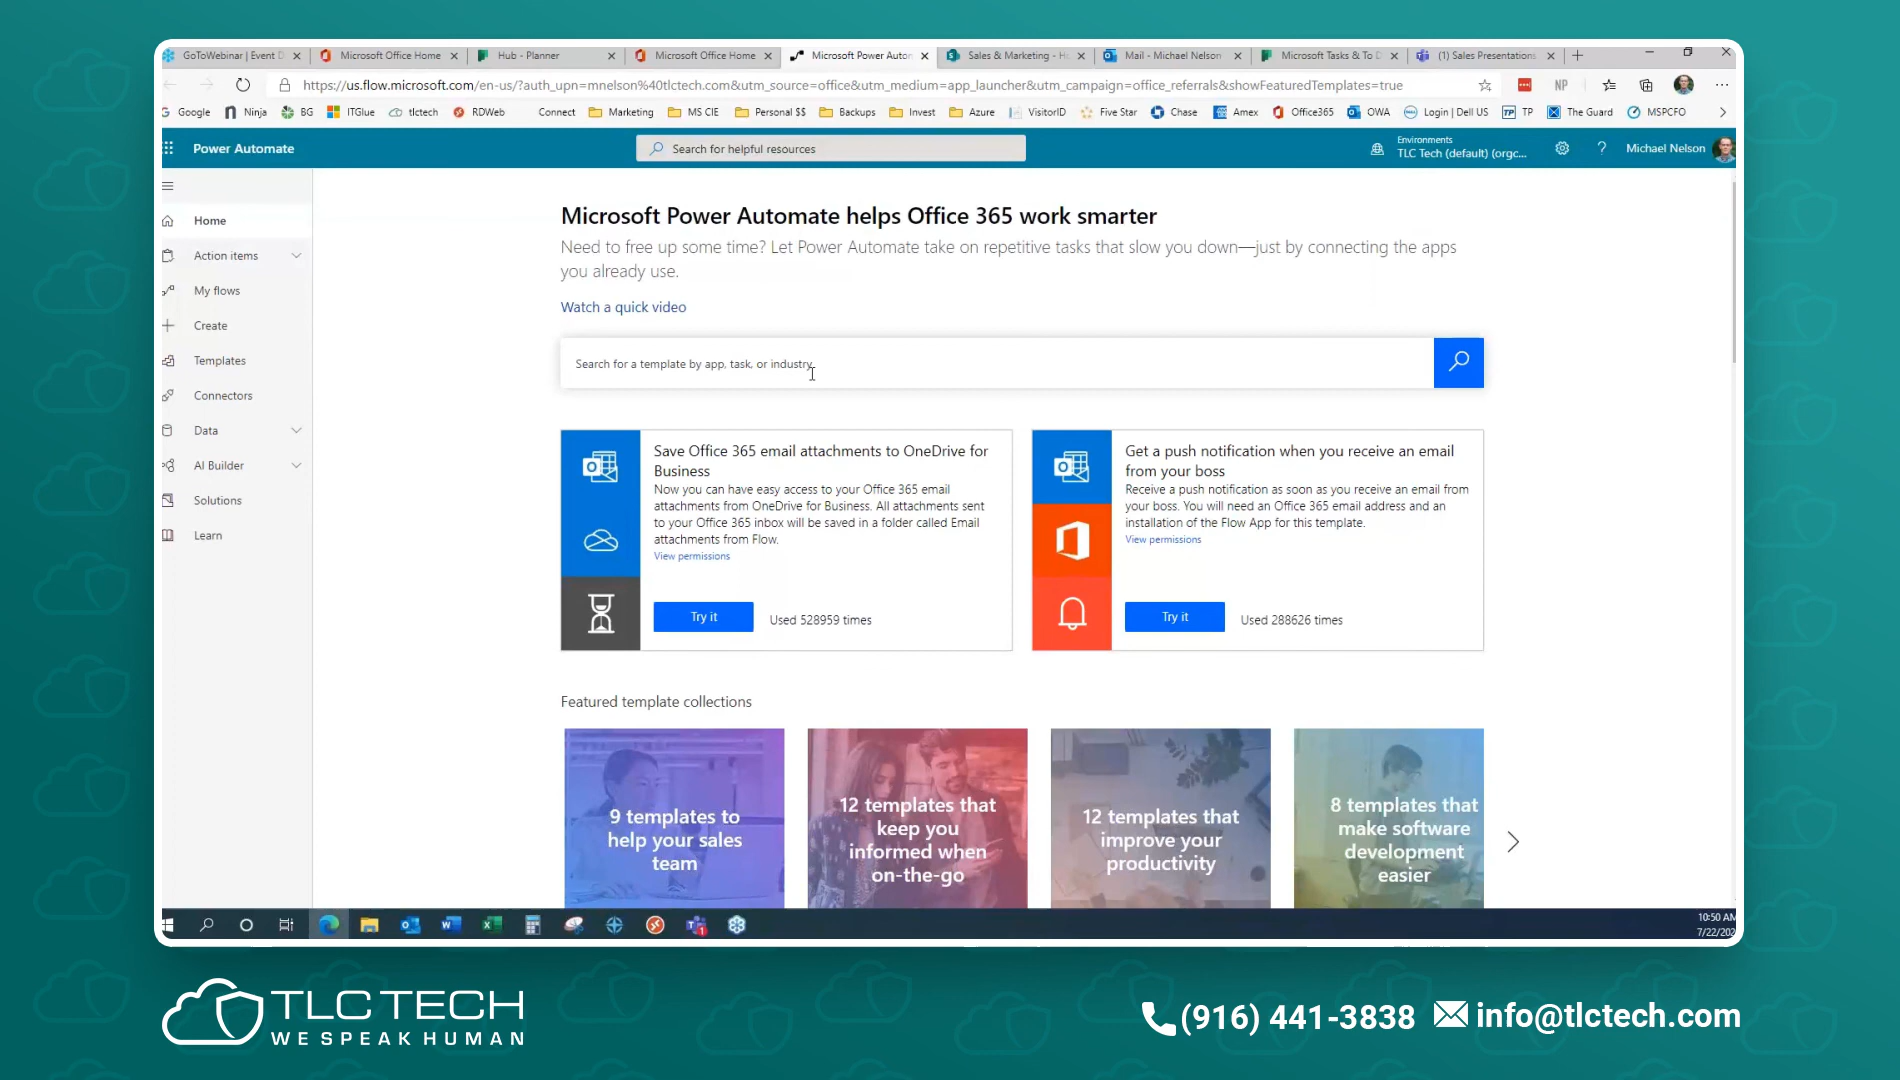 GoToWebinar | Event D
Microsoft Office Home
Hub - Planner
Microsoft Office Home
Microsoft Power Auton
Sales & Marketing - H
Mail - Michael Nelson
Microsoft Tasks & To D
(1) Sales Presentations
https://us.flow.microsoft.com/en-us/?auth_upn=mnelson%40tlctech.com&utm_source=office&utm_medium=app_launcher&utm_campaign=office_referrals&showFeaturedTemplates=true
NP
Google Ninja BG ITGlue tlctech RDWeb Connect Marketing MS CIE Personal $$ Backups Invest Azure VisitorID Five Star Chase Amex Office365 OWA Login | Dell US TP TP The Guard MSPCFO
Power Automate
Search for helpful resources
Environments
TLC Tech (default) (orgc...
?
Michael Nelson
Home
Action items
My flows
Create
Templates
Connectors
Data
AI Builder
Solutions
Learn
Microsoft Power Automate helps Office 365 work smarter
Need to free up some time? Let Power Automate take on repetitive tasks that slow you down—just by connecting the apps
you already use.
Watch a quick video
Search for a template by app, task, or industry
Save Office 365 email attachments to OneDrive for
Business
Now you can have easy access to your Office 365 email
attachments from OneDrive for Business. All attachments sent
to your Office 365 inbox will be saved in a folder called Email
attachments from Flow.
View permissions
Try it
Used 528959 times
Get a push notification when you receive an email
from your boss
Receive a push notification as soon as you receive an email from
your boss. You will need an Office 365 email address and an
installation of the Flow App for this template.
View permissions
Try it
Used 288626 times
Featured template collections
9 templates to
help your sales
team
12 templates that
keep you
informed when
on-the-go
12 templates that
improve your
productivity
8 templates that
make software
development
easier
10:50 AM
7/22/202
TLC TECH
WE SPEAK HUMAN
(916) 441-3838
info@tlctech.com